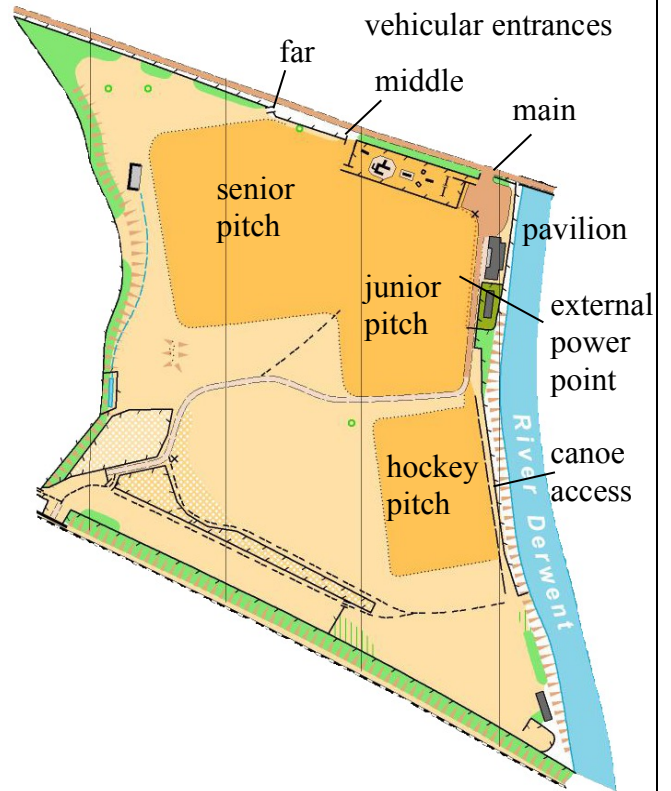 vehicular entrances
far
middle
main
senior
pitch
pavilion
junior
pitch
external
power
point
hockey
pitch
canoe
access
River Derwent